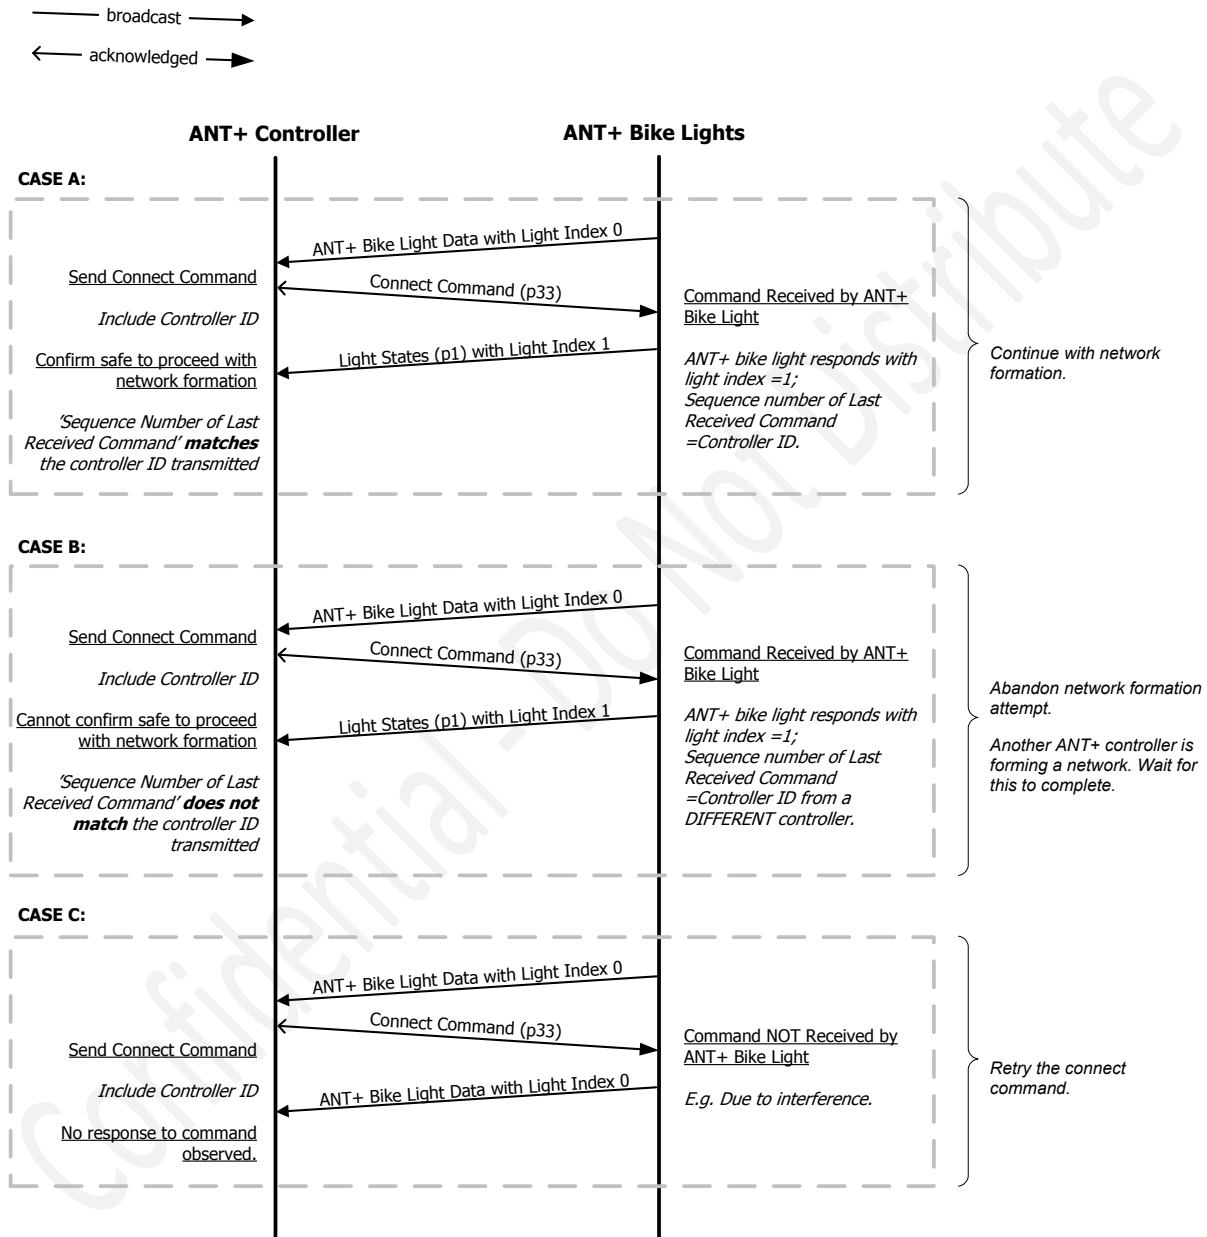 broadcast
acknowledged
ANT+ Controller
ANT+ Bike Lights
CASE A:
ANT+ Bike Light Data with Light Index 0
Send Connect Command
Connect Command (p33)
Include Controller ID
Command Received by ANT+
Bike Light
Confirm safe to proceed with
network formation
Light States (p1) with Light Index 1
ANT+ bike light responds with
light index =1;
Sequence number of Last
Received Command
=Controller ID.
'Sequence Number of Last
Received Command' matches
the controller ID transmitted
Continue with network
formation.
CASE B:
ANT+ Bike Light Data with Light Index 0
Send Connect Command
Connect Command (p33)
Include Controller ID
Command Received by ANT+
Bike Light
Cannot confirm safe to proceed
with network formation
Light States (p1) with Light Index 1
ANT+ bike light responds with
light index =1;
Sequence number of Last
Received Command
=Controller ID from a
DIFFERENT controller.
'Sequence Number of Last
Received Command' does not
match the controller ID
transmitted
Abandon network formation
attempt.
Another ANT+ controller is
forming a network. Wait for
this to complete.
CASE C:
ANT+ Bike Light Data with Light Index 0
Connect Command (p33)
Send Connect Command
Include Controller ID
Command NOT Received by
ANT+ Bike Light
ANT+ Bike Light Data with Light Index 0
E.g. Due to interference.
No response to command
observed.
Retry the connect
command.
Confidential - Do Not Distribute